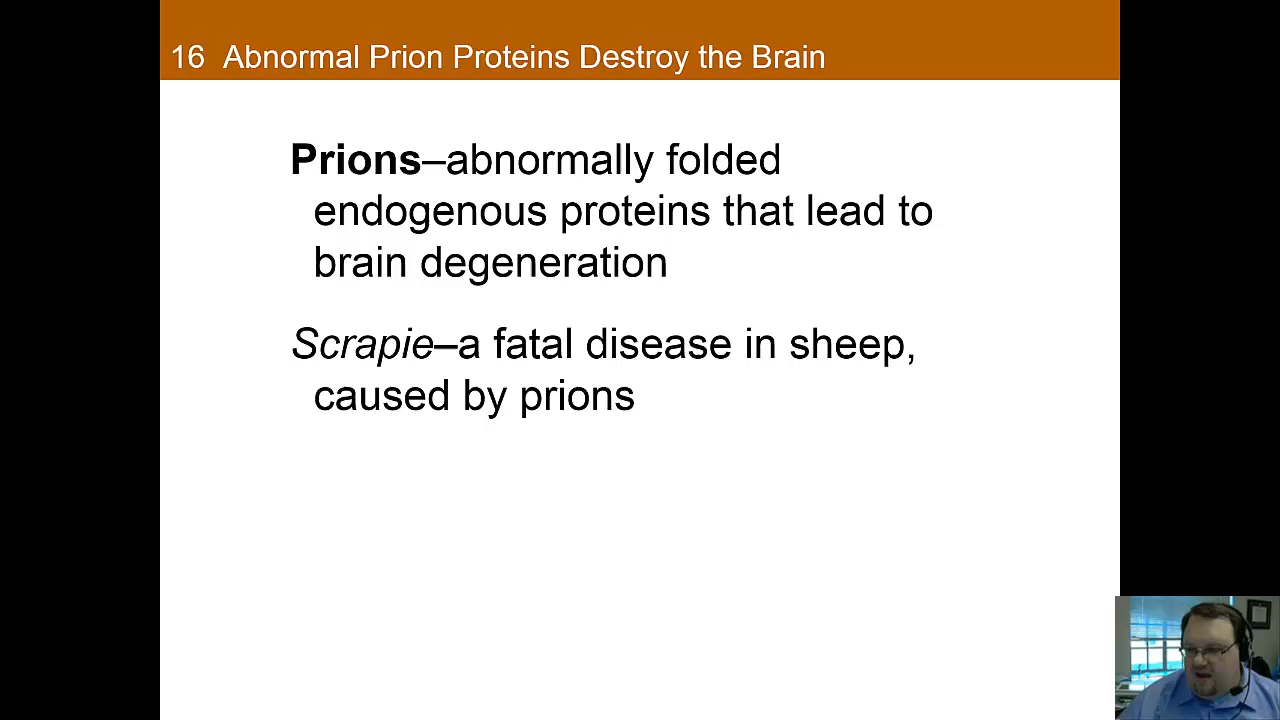 16 Abnormal Prion Proteins Destroy the Brain
Prions–abnormally folded
endogenous proteins that lead to
brain degeneration
Scrapie–a fatal disease in sheep,
caused by prions